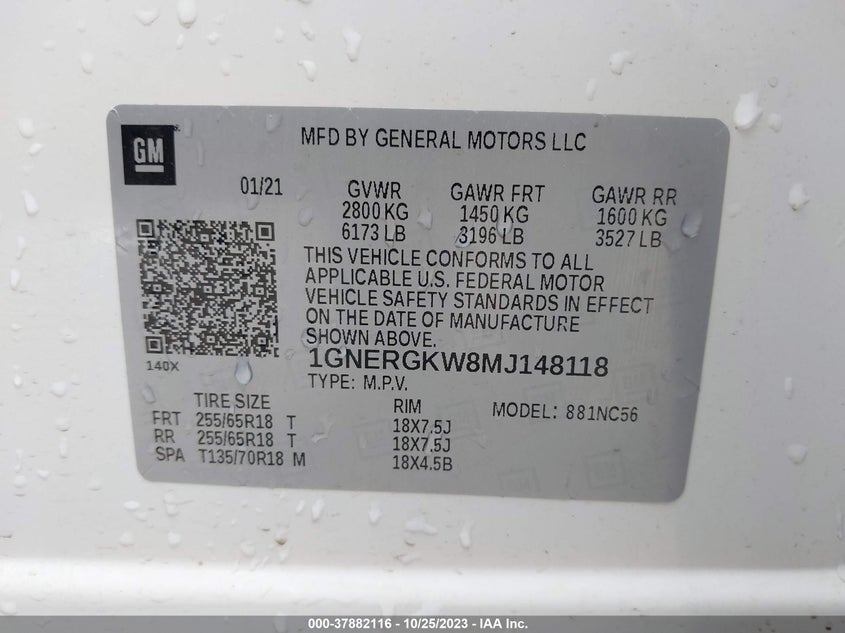 GM
MFD BY GENERAL MOTORS LLC
01/21 GVWR GAWR FRT GAWR RR
2800 KG 1450 KG 1600 KG
6173 LB 3196 LB 3527 LB
THIS VEHICLE CONFORMS TO ALL
APPLICABLE U.S. FEDERAL MOTOR
VEHICLE SAFETY STANDARDS IN EFFECT
ON THE DATE OF MANUFACTURE
SHOWN ABOVE.
140X
1GNERGKW8MJ148118
TYPE: M.P.V.
TIRE SIZE RIM MODEL: 881NC56
FRT 255/65R18 T 18X7.5J
RR 255/65R18 T 18X7.5J
SPA T135/70R18 M 18X4.5B
000-37882116 - 10/25/2023 - IAA Inc.